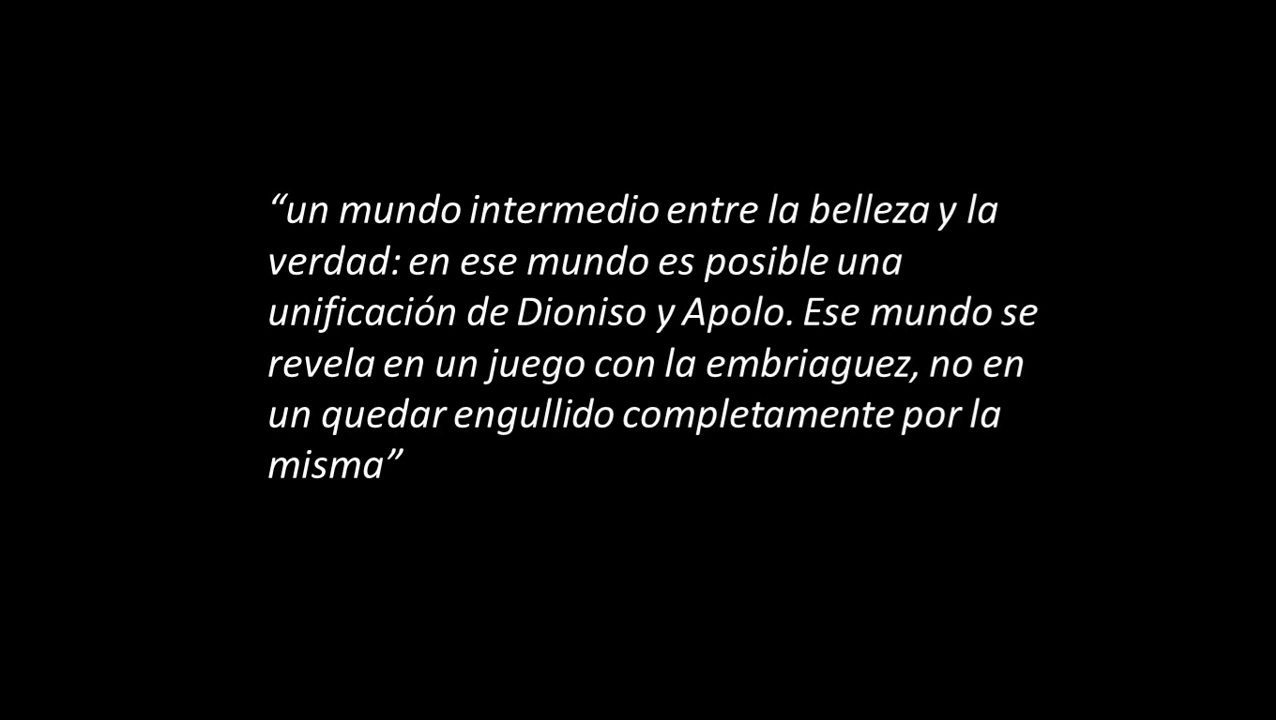 “un mundo intermedio entre la belleza y la
verdad: en ese mundo es posible una
unificación de Dioniso y Apolo. Ese mundo se
revela en un juego con la embriaguez, no en
un quedar engullido completamente por la
misma”